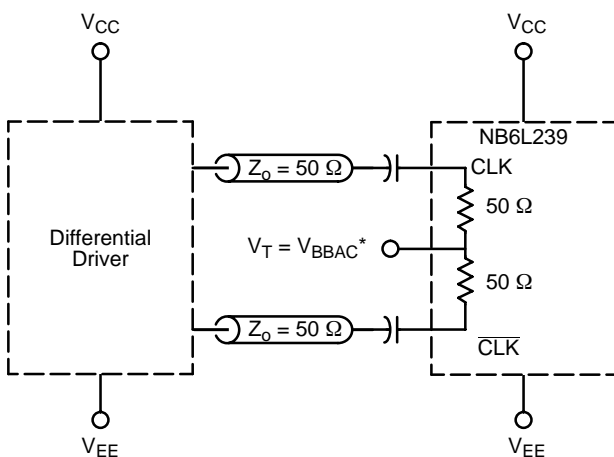 VCC
VCC
NB6L239
Zo = 50 Ω
CLK
50 Ω
Differential
Driver
VT = VBBAC*
50 Ω
Zo = 50 Ω
CLK
VEE
VEE